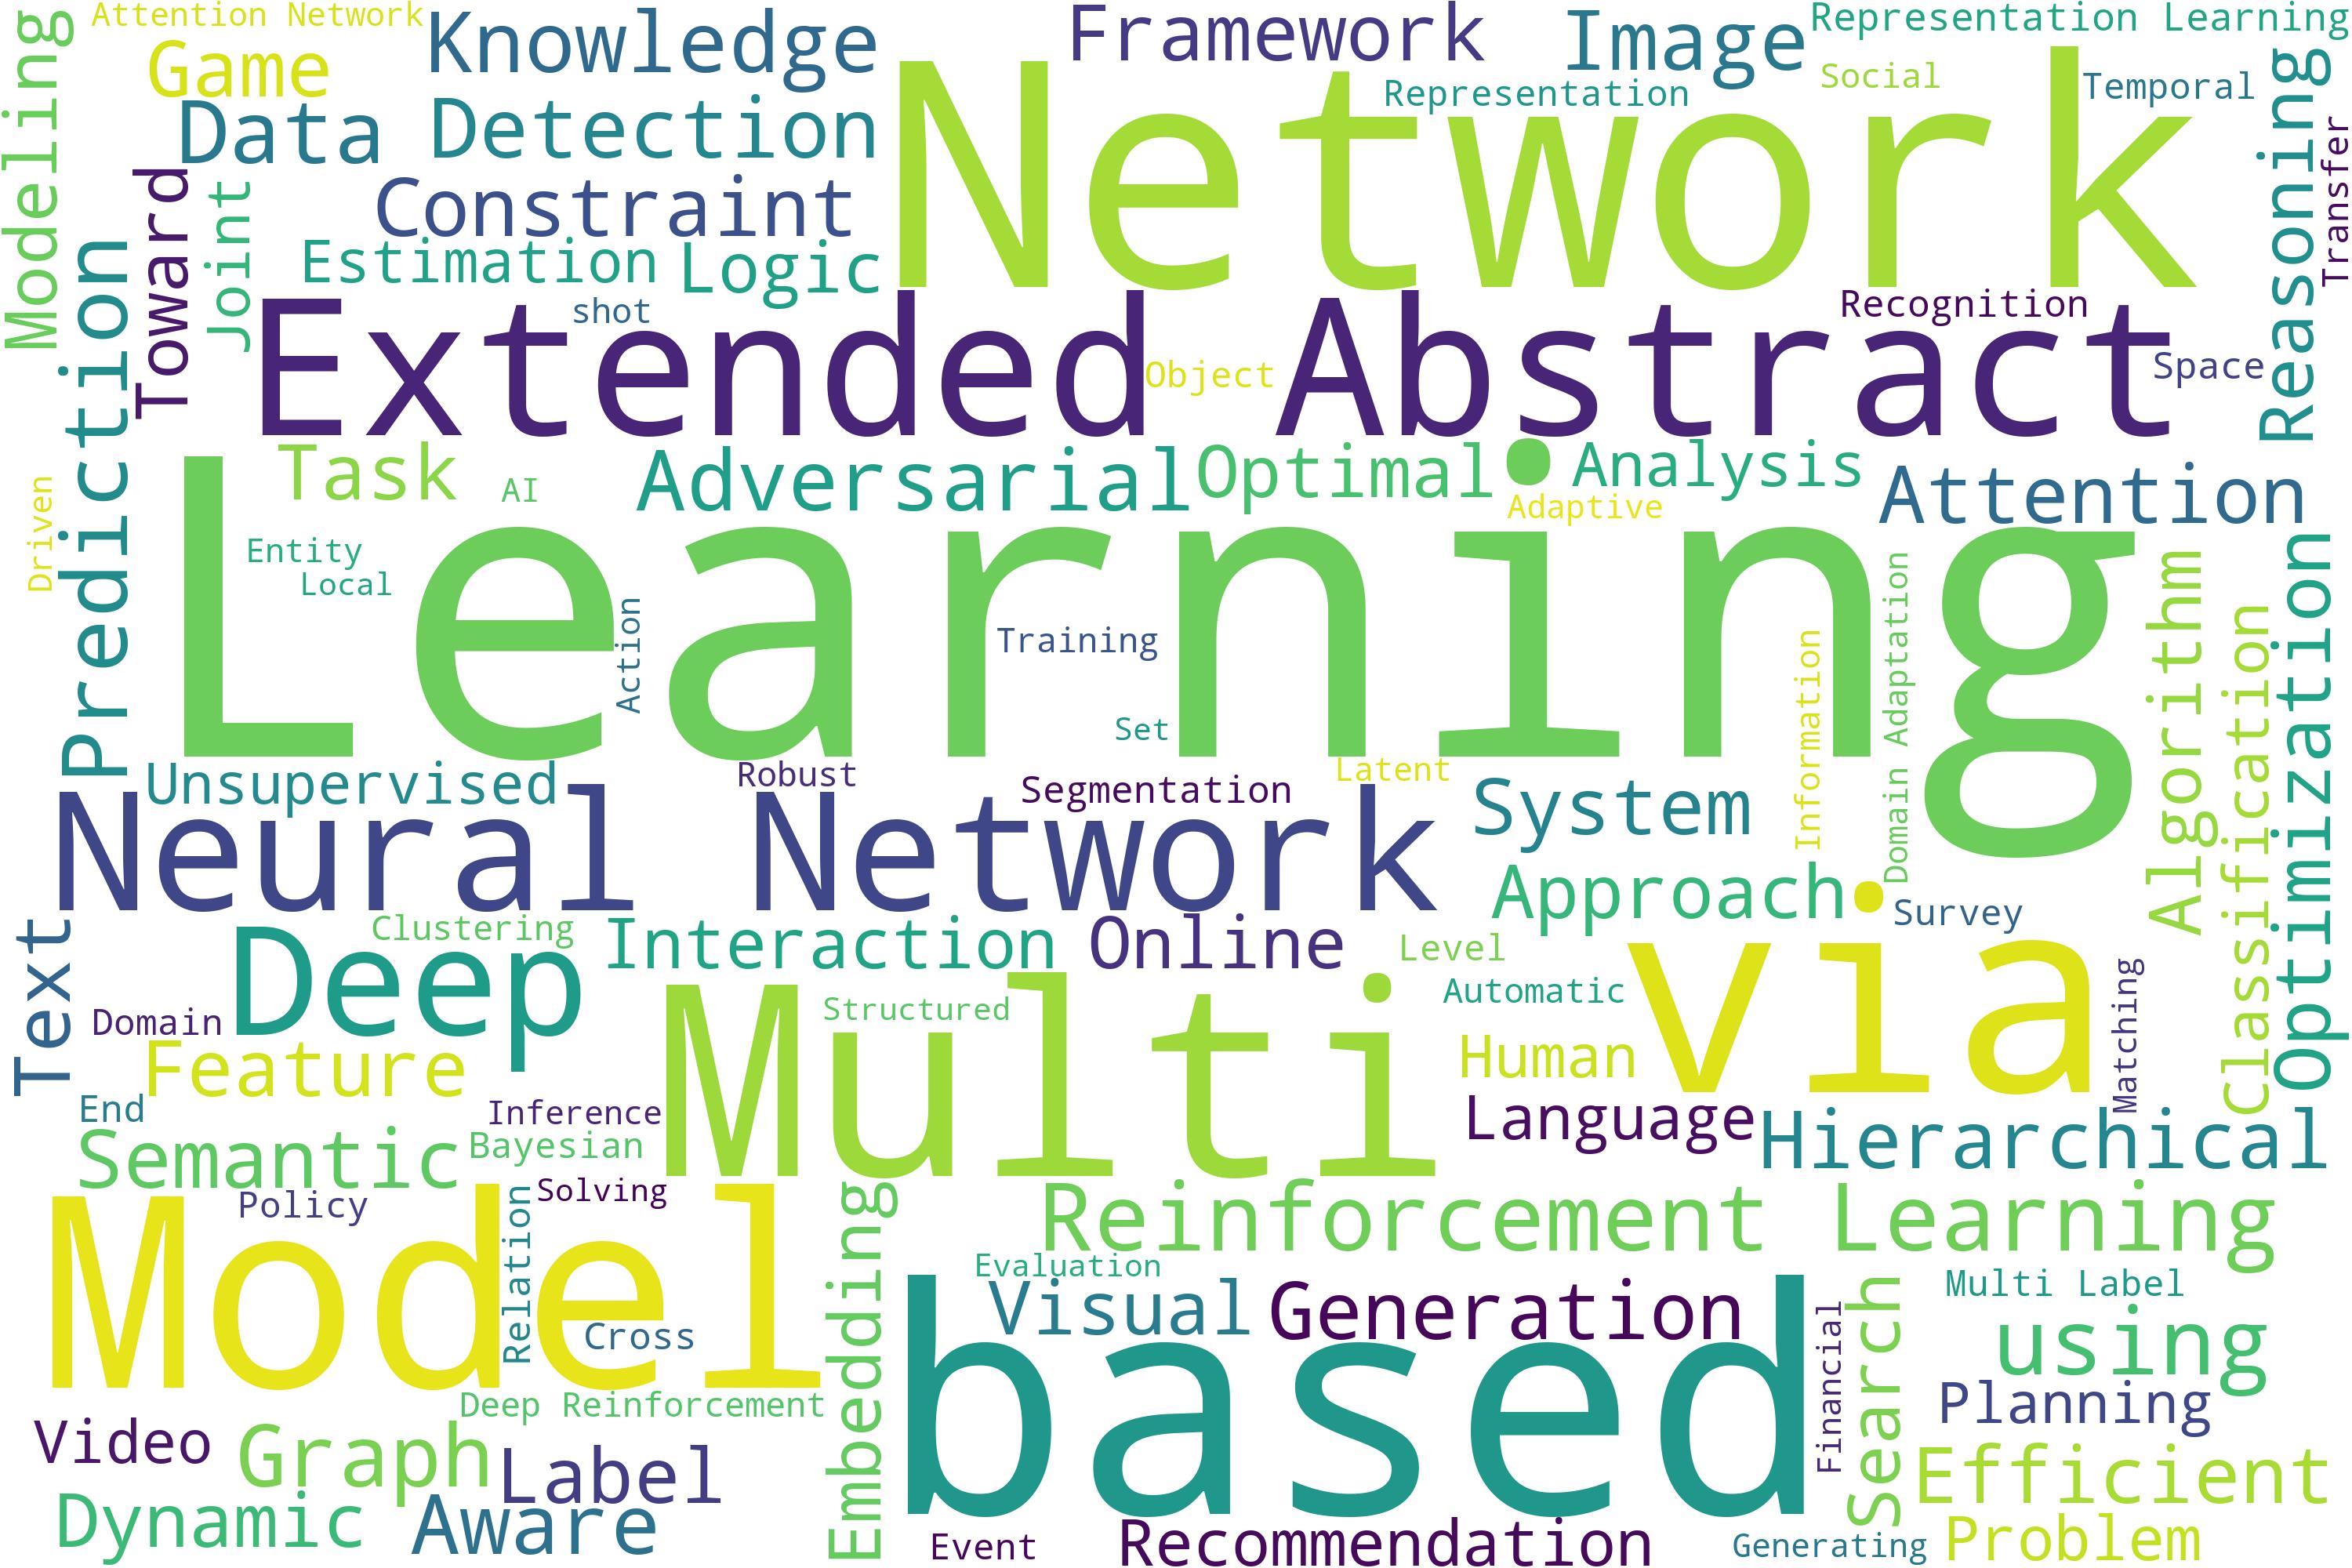 Attention Network
Knowledge
Framework
Image
Representation Learning
Modeling
Game
Network
Representation
Social
Temporal
Reasoning
Transfer
Data
Detection
Toward
Joint
Constraint
Prediction
Estimation
Logic
Extended Abstract
shot
Recognition
Object
Space
Task
AI
Adversarial
Optimal
Analysis
Adaptive
Attention
Driven
Learning
Entity
Local
Action
Training
Set
Information
Domain Adaptation
Algorithm
Classification
Optimization
Unsupervised
Robust
Segmentation
Latent
Neural Network
System
Approach
Survey
Text
Clustering
Deep
Interaction
Online
Level
via
Domain
Structured
Automatic
Matching
Feature
Multi
Human
End
Inference
Language
Semantic
Bayesian
Hierarchical
Model
Policy
Solving
Relation
Embedding
Reinforcement Learning
Evaluation
Multi Label
Cross
Visual
Generation
based
Financial
Search
using
Deep Reinforcement
Planning
Video
Graph
Label
Efficient
Dynamic
Aware
Event
Recommendation
Generating
Problem